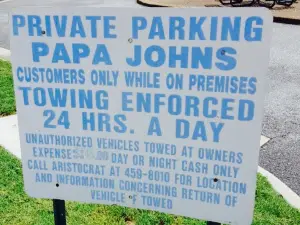 PRIVATE PARKING
PAPA JOHNS
CUSTOMERS ONLY WHILE ON PREMISES
TOWING ENFORCED
24 HRS. A DAY
UNAUTHORIZED VEHICLES TOWED AT OWNERS
EXPENSE DAY OR NIGHT CASH ONLY
CALL ARISTOCRAT AT 459-8010 FOR LOCATION
AND INFORMATION CONCERNING RETURN OF
VEHICLE TOWED